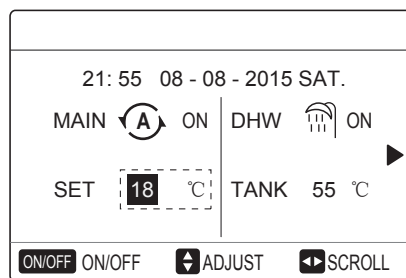 21: 55 08 - 08 - 2015 SAT.
MAIN A ON DHW ON
SET 18 ℃ TANK 55 ℃
ON/OFF ON/OFF ADJUST SCROLL